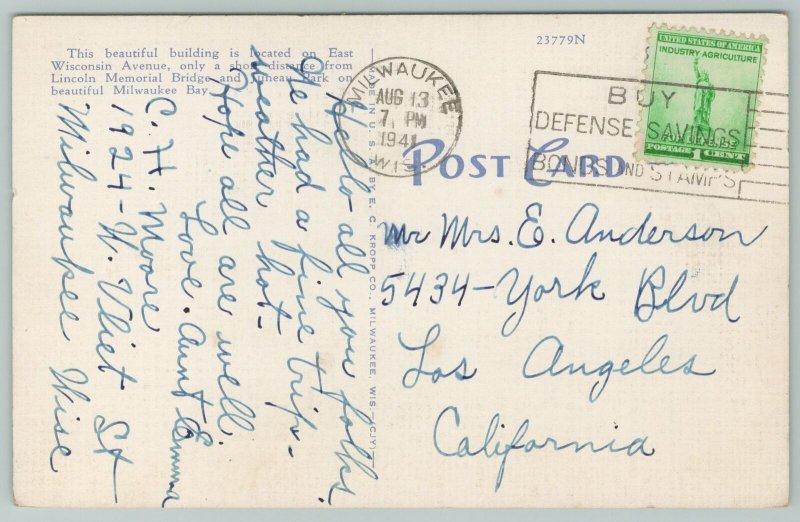 This beautiful building is located on East
Wisconsin Avenue, only a short distance from
Lincoln Memorial Bridge and Juneau Park on
beautiful Milwaukee Bay.
23779N
MILWAUKEE
AUG 13
7 PM
1941
WIS.
BUY
DEFENSE SAVINGS
BONDS AND STAMPS
UNITED STATES OF AMERICA
INDUSTRY-AGRICULTURE
FOR DEFENSE
POSTAGE 1 CENT
POST CARD
MADE IN U. S. A. BY E. C. KROPP CO., MILWAUKEE, WIS.—(CJY)
Hello all you folks.
We had a fine trip-
Weather hot-
Hope all are well.
Love. Aunt Emma
C. H. Moore
1924-W. Vliet St
Milwaukee Wisc
Mr Mrs. E. Anderson
5434-York Blvd
Los Angeles
California